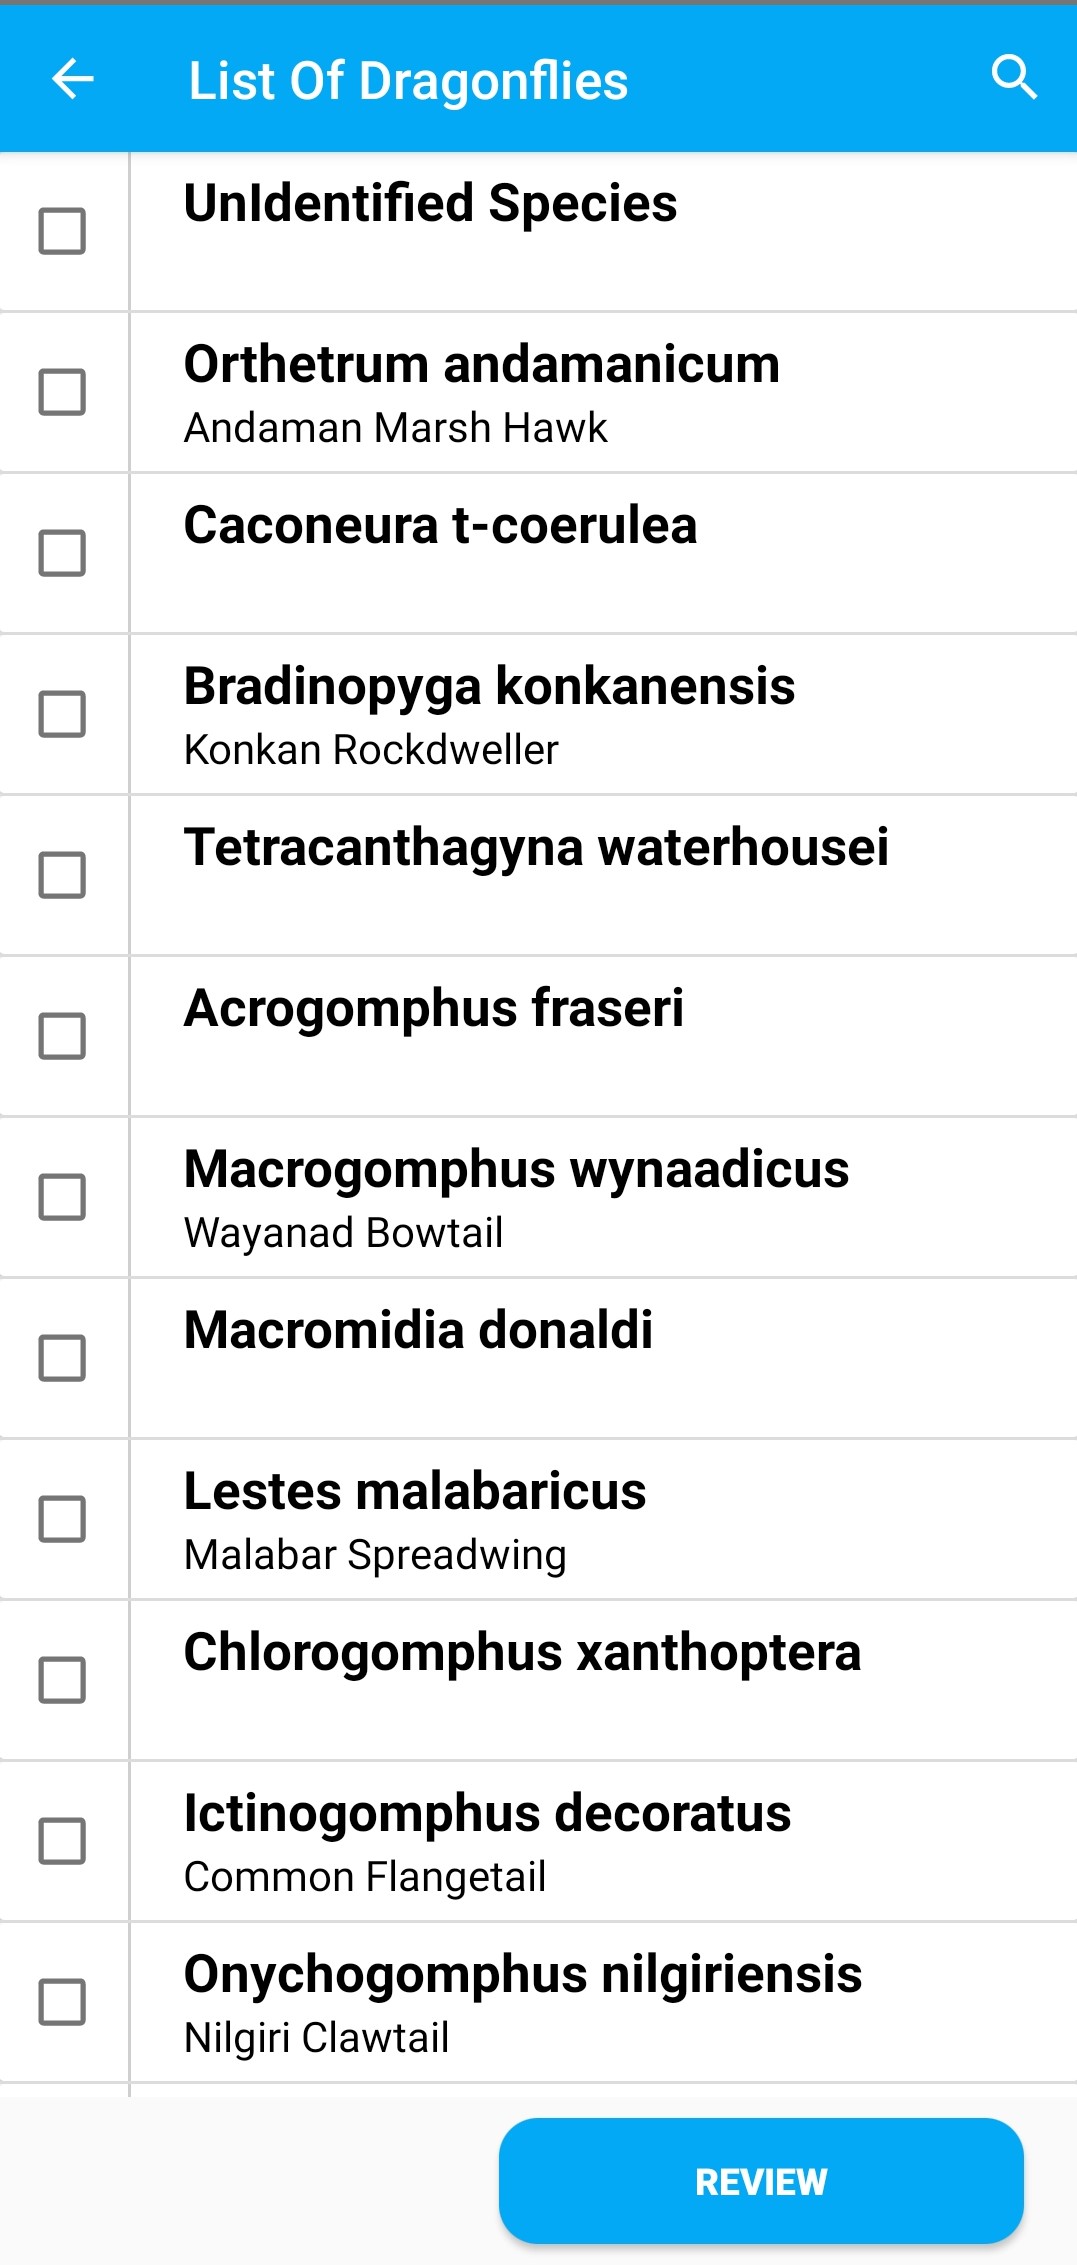 List Of Dragonflies
UnIdentified Species
Orthetrum andamanicum
Andaman Marsh Hawk
Caconeura t-coerulea
Bradinopyga konkanensis
Konkan Rockdweller
Tetracanthagyna waterhousei
Acrogomphus fraseri
Macrogomphus wynaadicus
Wayanad Bowtail
Macromidia donaldi
Lestes malabaricus
Malabar Spreadwing
Chlorogomphus xanthoptera
Ictinogomphus decoratus
Common Flangetail
Onychogomphus nilgiriensis
Nilgiri Clawtail
REVIEW